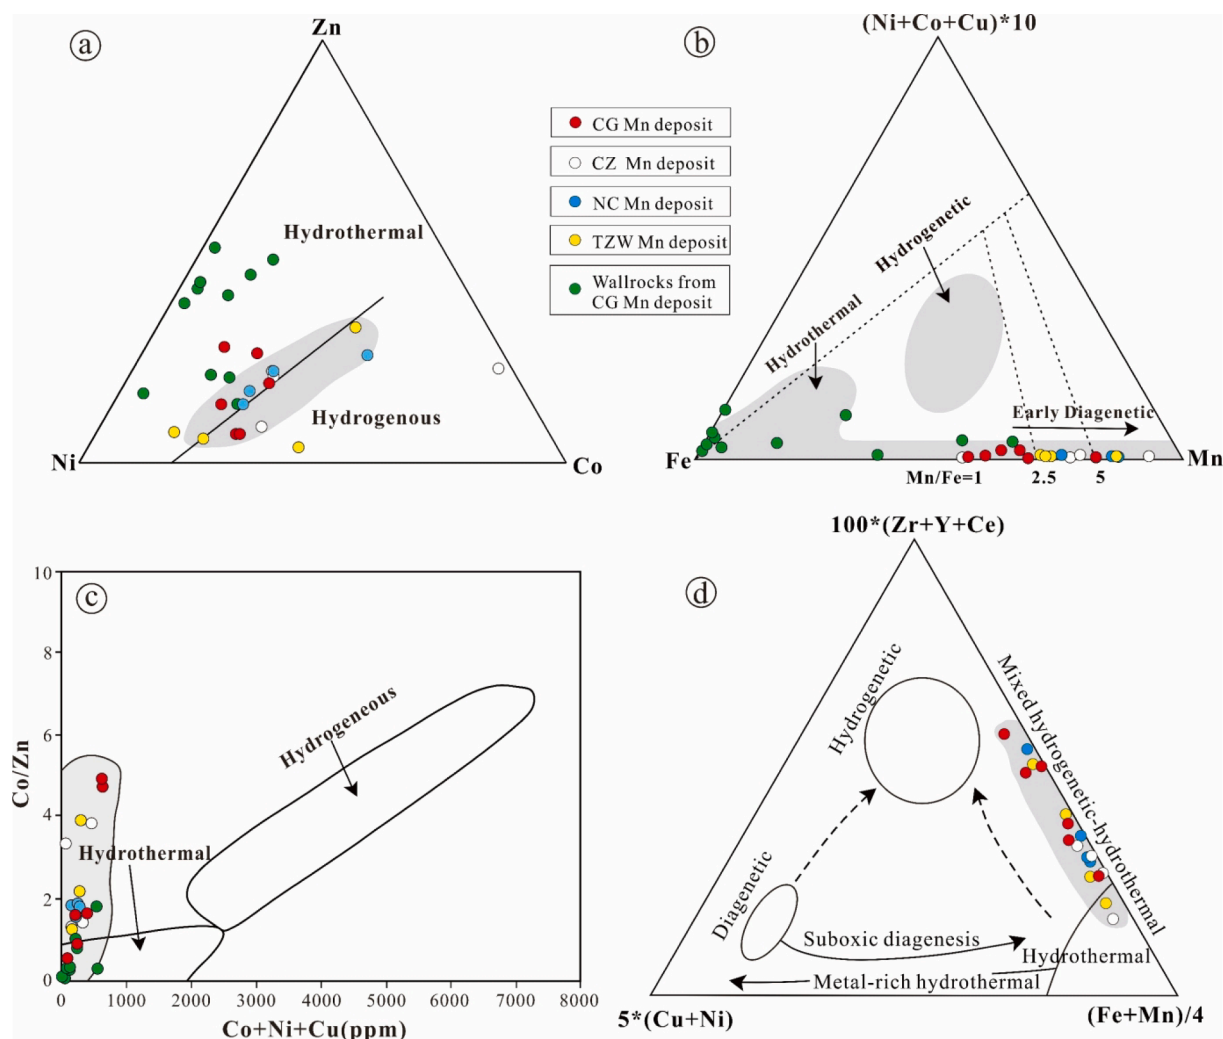 a
Zn
Hydrothermal
Hydrogenous
Ni
Co
CG Mn deposit
CZ Mn deposit
NC Mn deposit
TZW Mn deposit
Wallrocks from
CG Mn deposit
b
(Ni+Co+Cu)*10
Hydrogenetic
Hydrothermal
Early Diagenetic
Fe
Mn
Mn/Fe=1
2.5
5
c
10
8
6
4
2
0
Co/Zn
Hydrogeneous
Hydrothermal
0
1000
2000
3000
4000
5000
6000
7000
8000
Co+Ni+Cu(ppm)
d
100*(Zr+Y+Ce)
Hydrogenetic
Mixed hydrogenetic-hydrothermal
Diagenetic
Suboxic diagenesis
Hydrothermal
Metal-rich hydrothermal
5*(Cu+Ni)
(Fe+Mn)/4